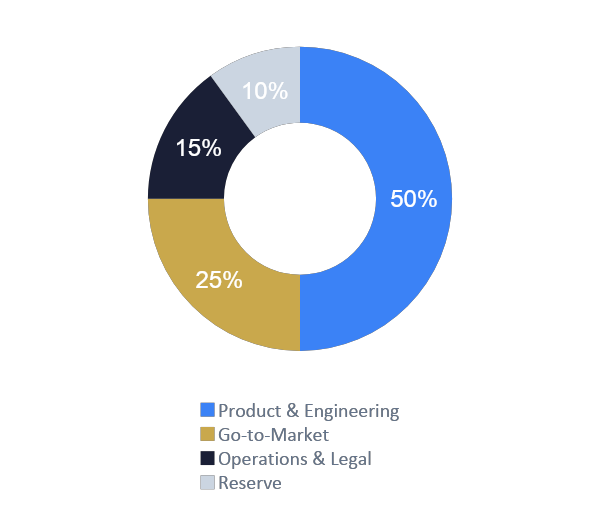 10%
15%
50%
25%
Product & Engineering
Go-to-Market
Operations & Legal
Reserve